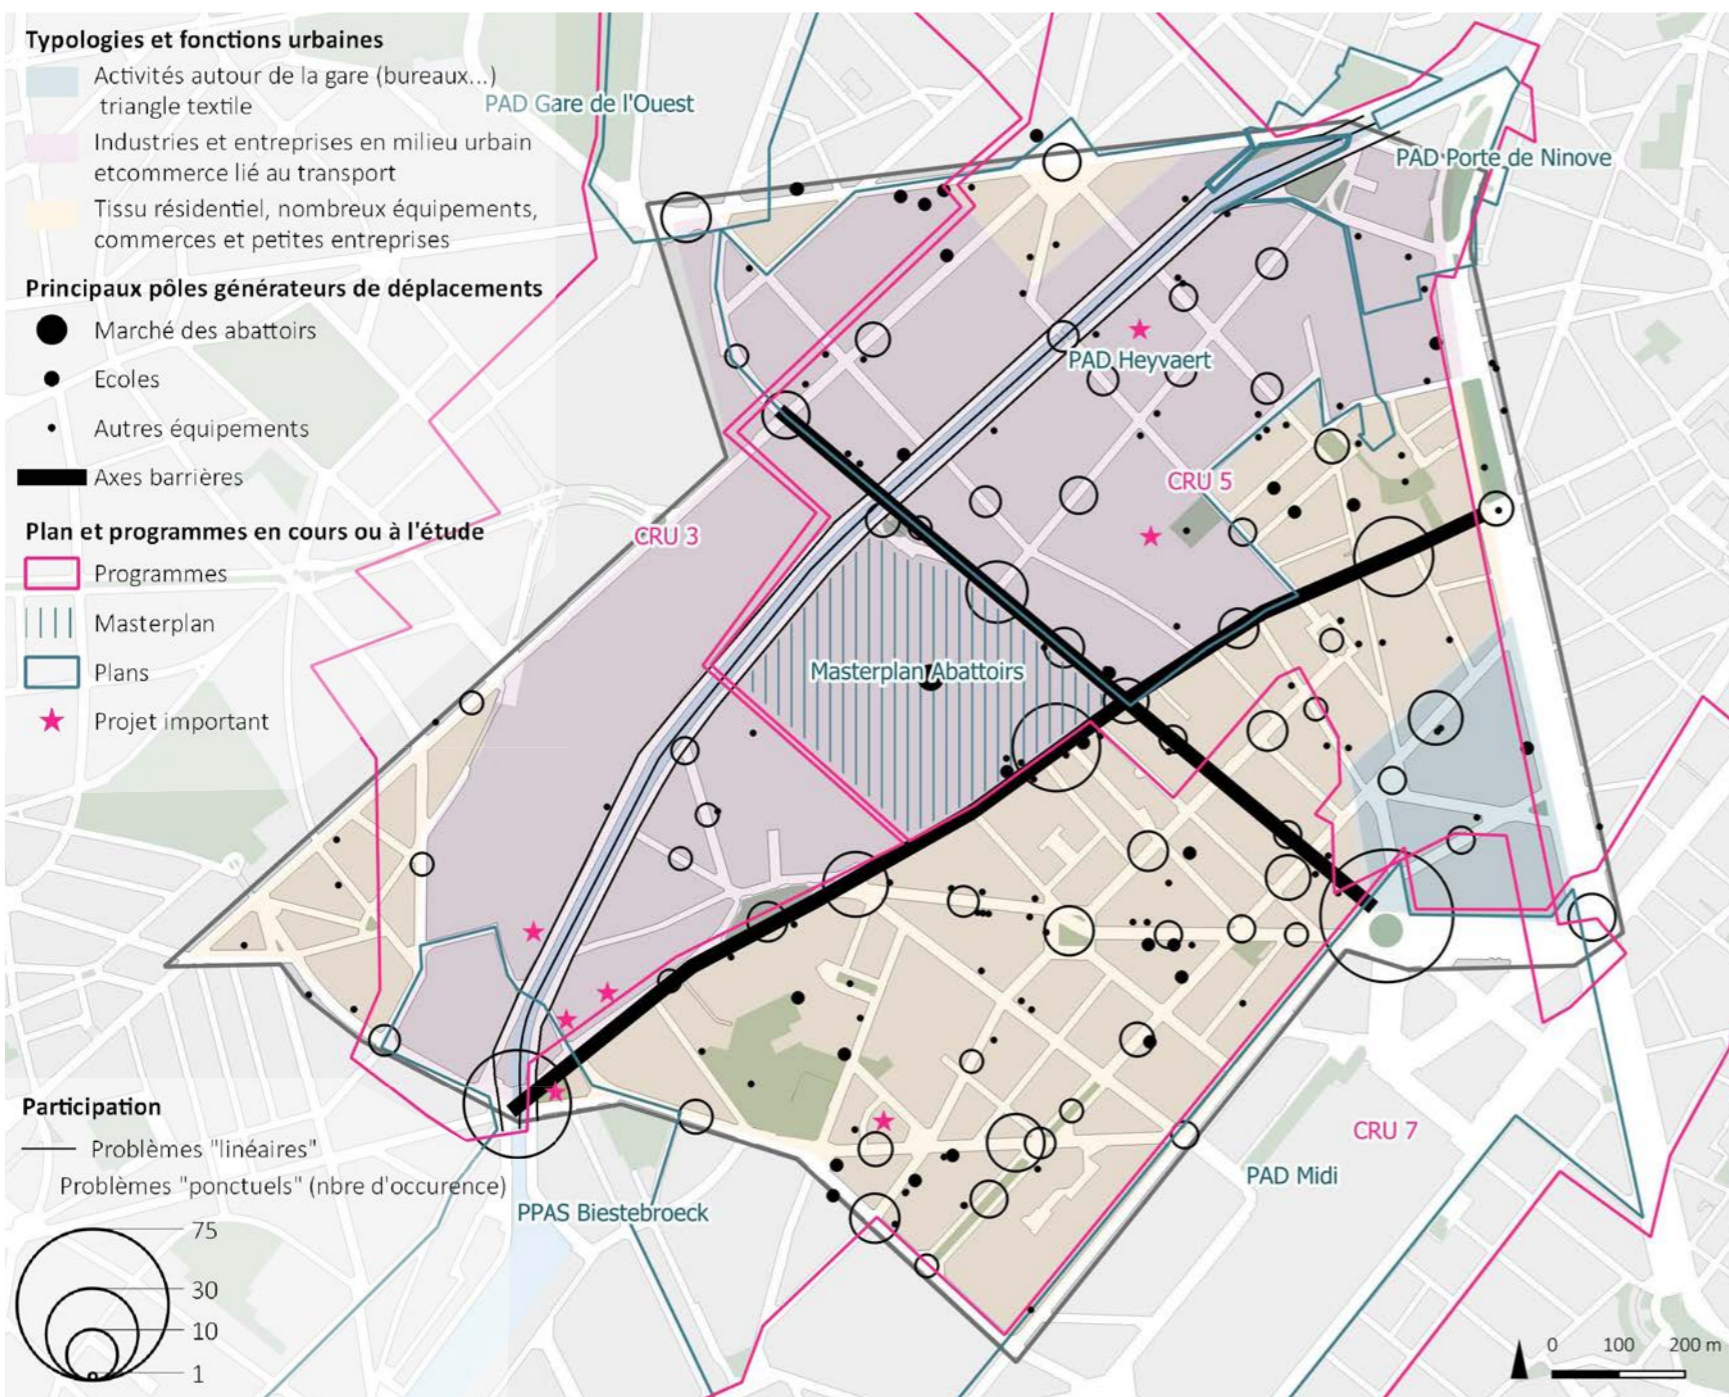 Typologies et fonctions urbaines
Activités autour de la gare (bureaux...)
triangle textile
Industries et entreprises en milieu urbain
etcommerce lié au transport
Tissu résidentiel, nombreux équipements,
commerces et petites entreprises
Principaux pôles générateurs de déplacements
Marché des abattoirs
Ecoles
Autres équipements
Axes barrières
Plan et programmes en cours ou à l'étude
Programmes
Masterplan
Plans
Projet important
Participation
Problèmes "linéaires"
Problèmes "ponctuels" (nbre d'occurence)
75
30
10
1
PAD Gare de l'Ouest
PAD Porte de Ninove
PAD Heyvaert
CRU 5
CRU 3
Masterplan Abattoirs
CRU 7
PAD Midi
PPAS Biestebroeck
0 100 200 m